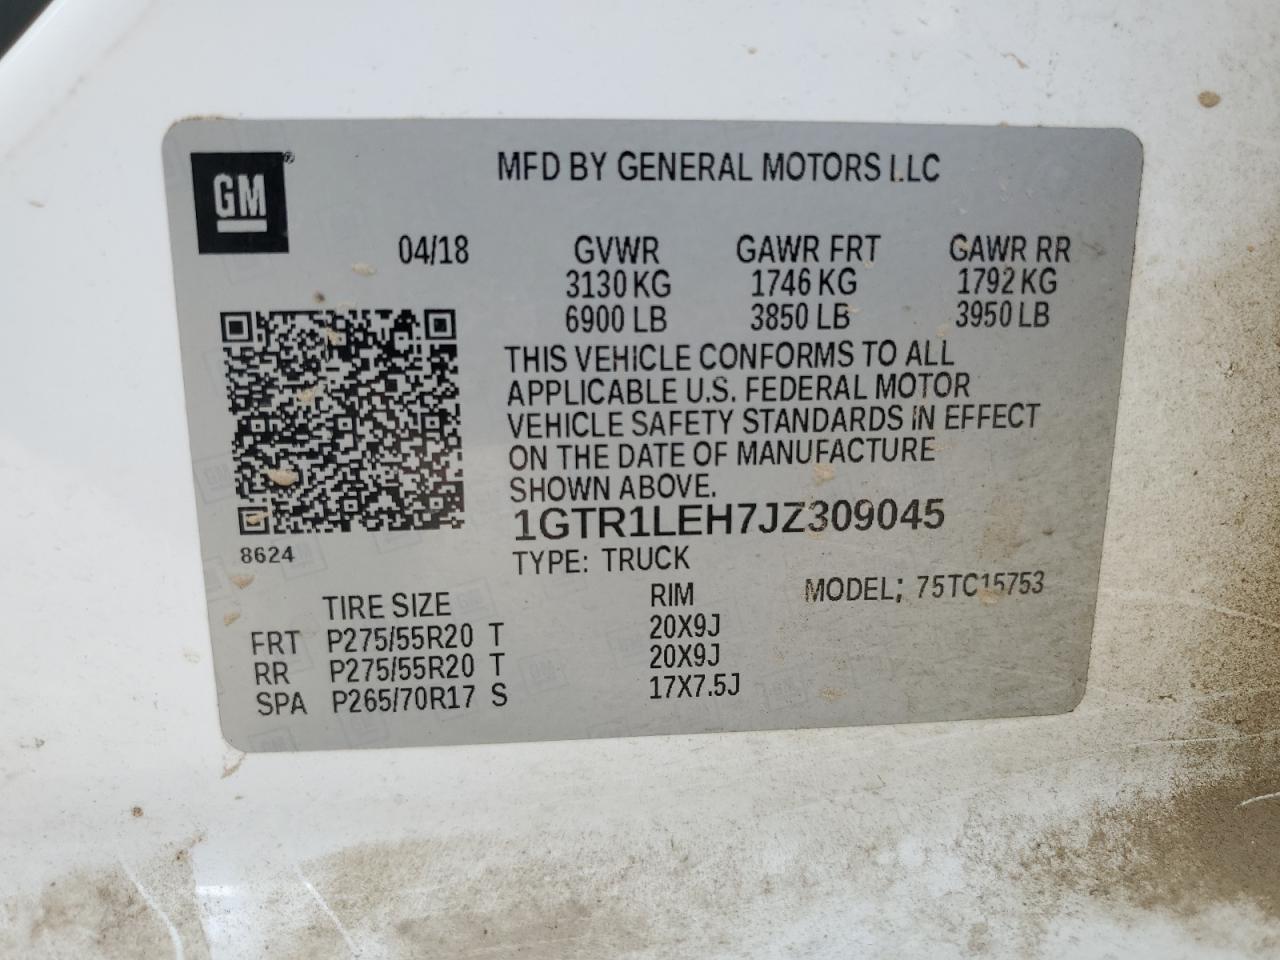 GM®
MFD BY GENERAL MOTORS LLC
04/18
GVWR GAWR FRT GAWR RR
3130 KG 1746 KG 1792 KG
6900 LB 3850 LB 3950 LB
THIS VEHICLE CONFORMS TO ALL
APPLICABLE U.S. FEDERAL MOTOR
VEHICLE SAFETY STANDARDS IN EFFECT
ON THE DATE OF MANUFACTURE
SHOWN ABOVE.
1GTR1LEH7JZ309045
8624
TYPE: TRUCK
MODEL: 75TC15753
TIRE SIZE RIM
FRT P275/55R20 T 20X9J
RR P275/55R20 T 20X9J
SPA P265/70R17 S 17X7.5J